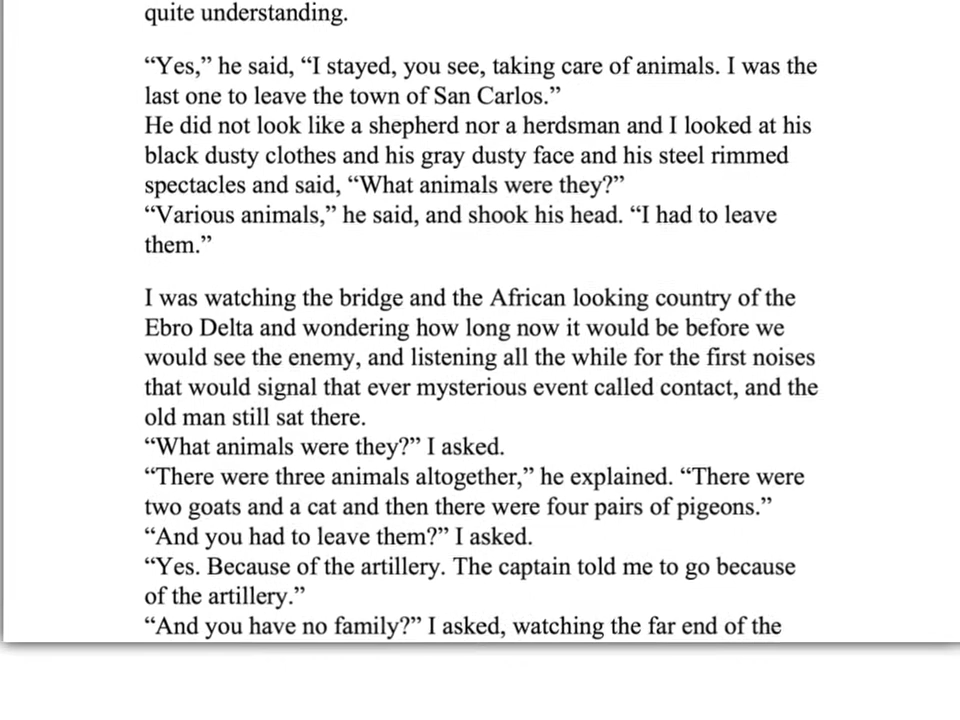 quite understanding.
“Yes,” he said, “I stayed, you see, taking care of animals. I was the
last one to leave the town of San Carlos.”
He did not look like a shepherd nor a herdsman and I looked at his
black dusty clothes and his gray dusty face and his steel rimmed
spectacles and said, “What animals were they?”
“Various animals,” he said, and shook his head. “I had to leave
them.”
I was watching the bridge and the African looking country of the
Ebro Delta and wondering how long now it would be before we
would see the enemy, and listening all the while for the first noises
that would signal that ever mysterious event called contact, and the
old man still sat there.
“What animals were they?” I asked.
“There were three animals altogether,” he explained. “There were
two goats and a cat and then there were four pairs of pigeons.”
“And you had to leave them?” I asked.
“Yes. Because of the artillery. The captain told me to go because
of the artillery.”
“And you have no family?” I asked, watching the far end of the